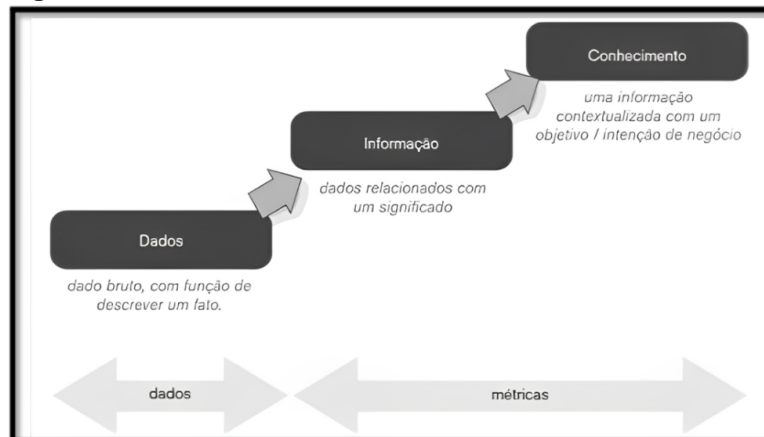 Conhecimento
uma informação
contextualizada com um
objetivo / intenção de negócio
Informação
dados relacionados com
um significado
Dados
dado bruto, com função de
descrever um fato.
dados
métricas